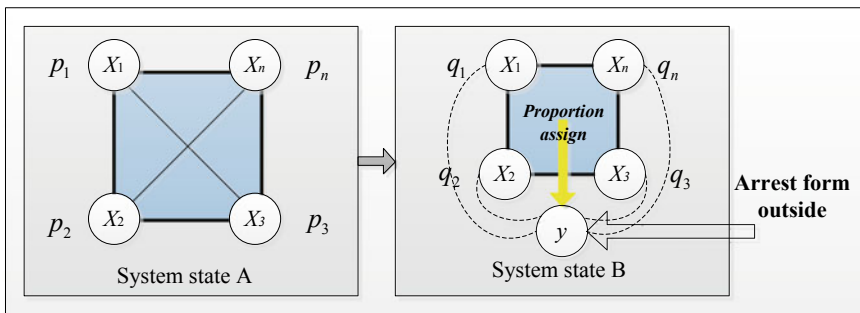 p1 X1 Xn pn
p2 X2 X3 p3
System state A
q1 X1 Xn qn
Proportion
assign
q2 X2 X3 q3
y
System state B
Arrest form
outside